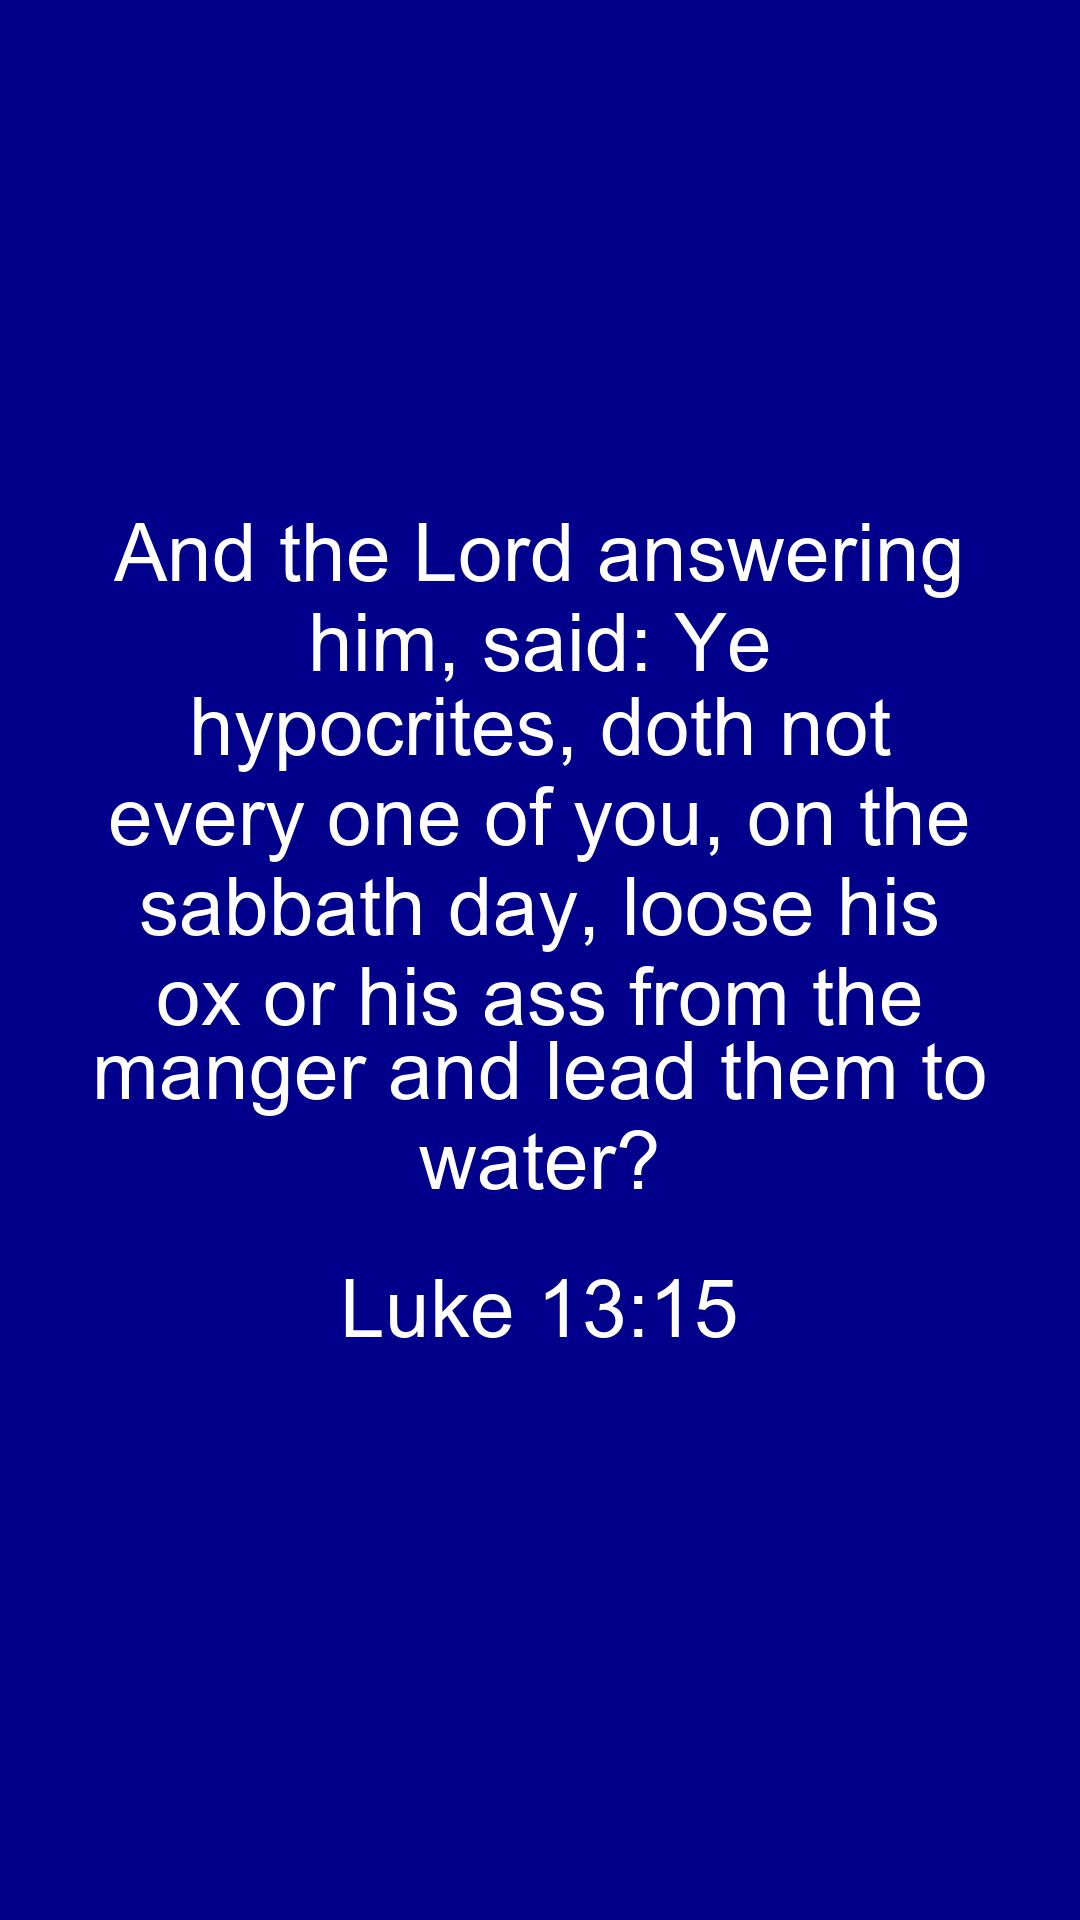 And the Lord answering
him, said: Ye
hypocrites, doth not
every one of you, on the
sabbath day, loose his
ox or his ass from the
manger and lead them to
water?
Luke 13:15